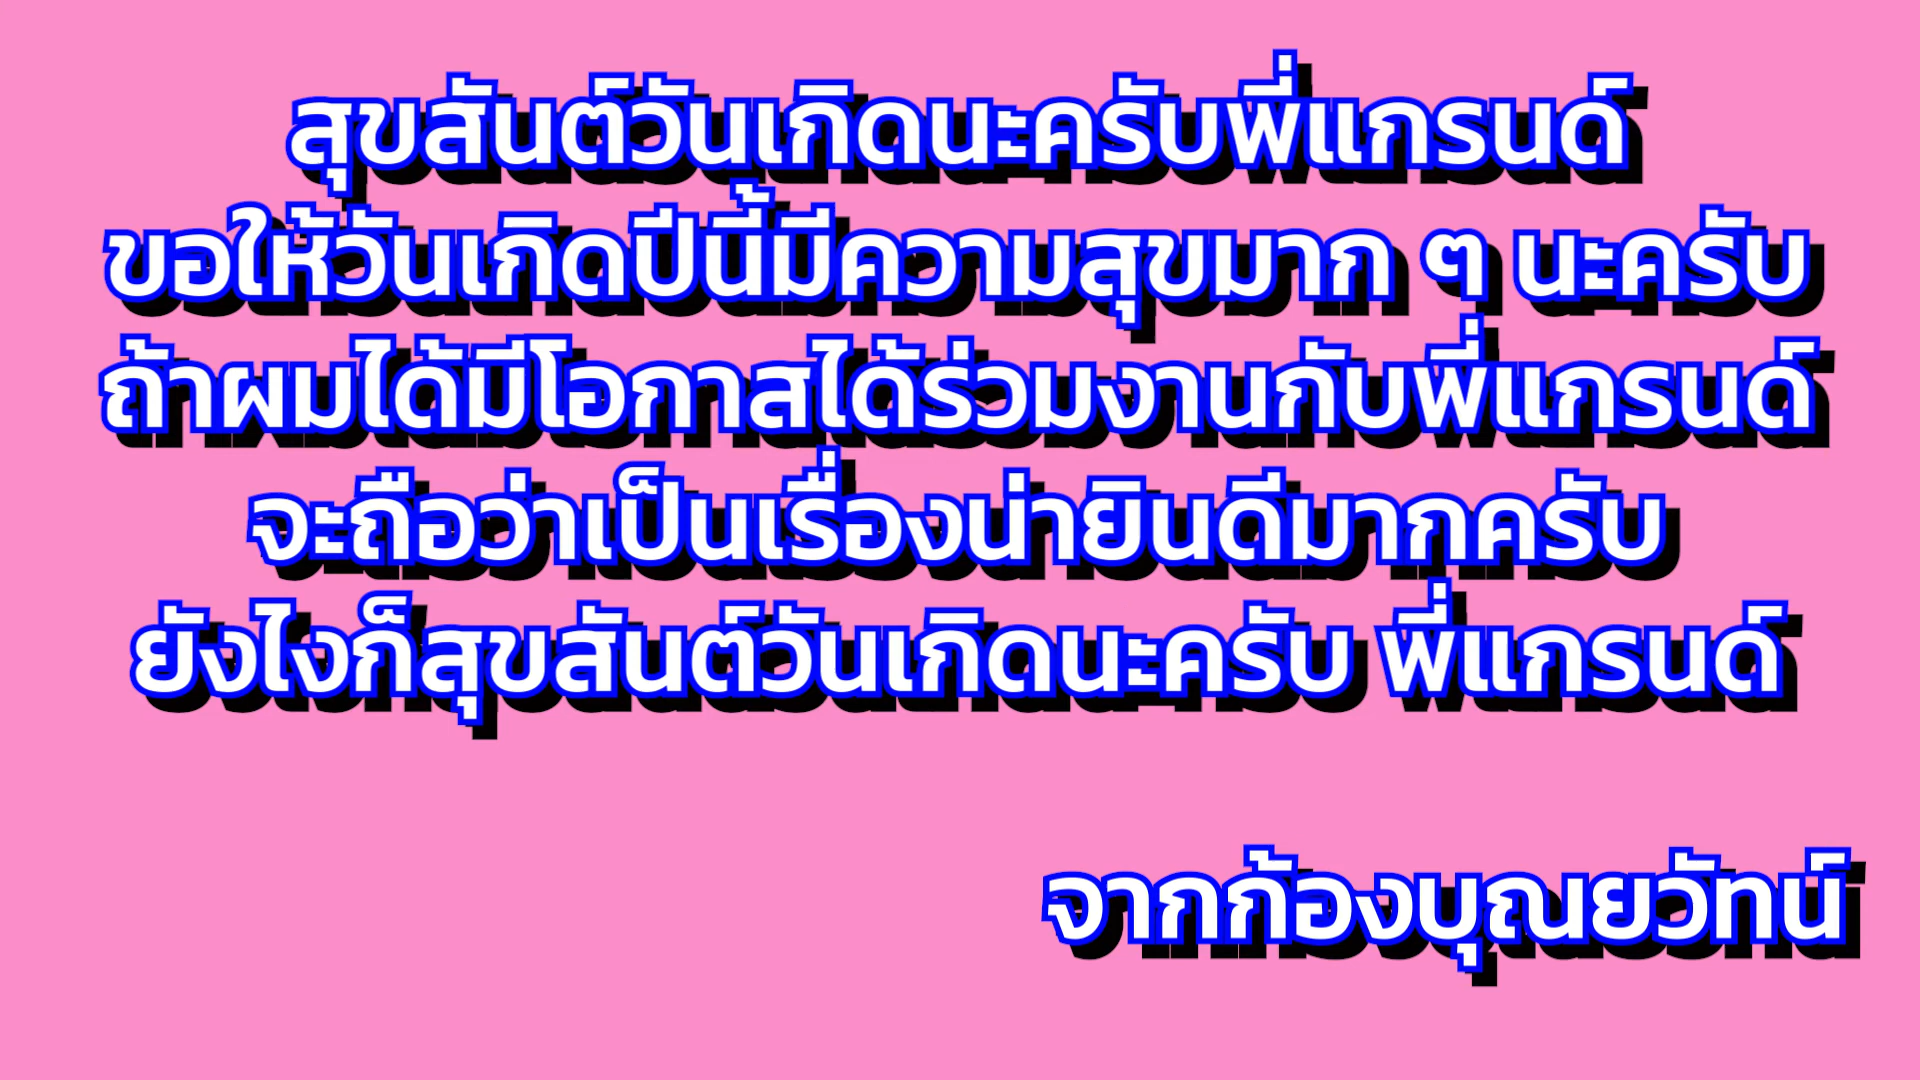 สุขสันต์วันเกิดนะครับพี่แกรนด์
ขอให้วันเกิดปีนี้มีความสุขมาก ๆ นะครับ
ถ้าผมได้มีโอกาสได้ร่วมงานกับพี่แกรนด์
จะถือว่าเป็นเรื่องน่ายินดีมากครับ
ยังไงก็สุขสันต์วันเกิดนะครับ พี่แกรนด์
จากก้องบุณยวัทน์